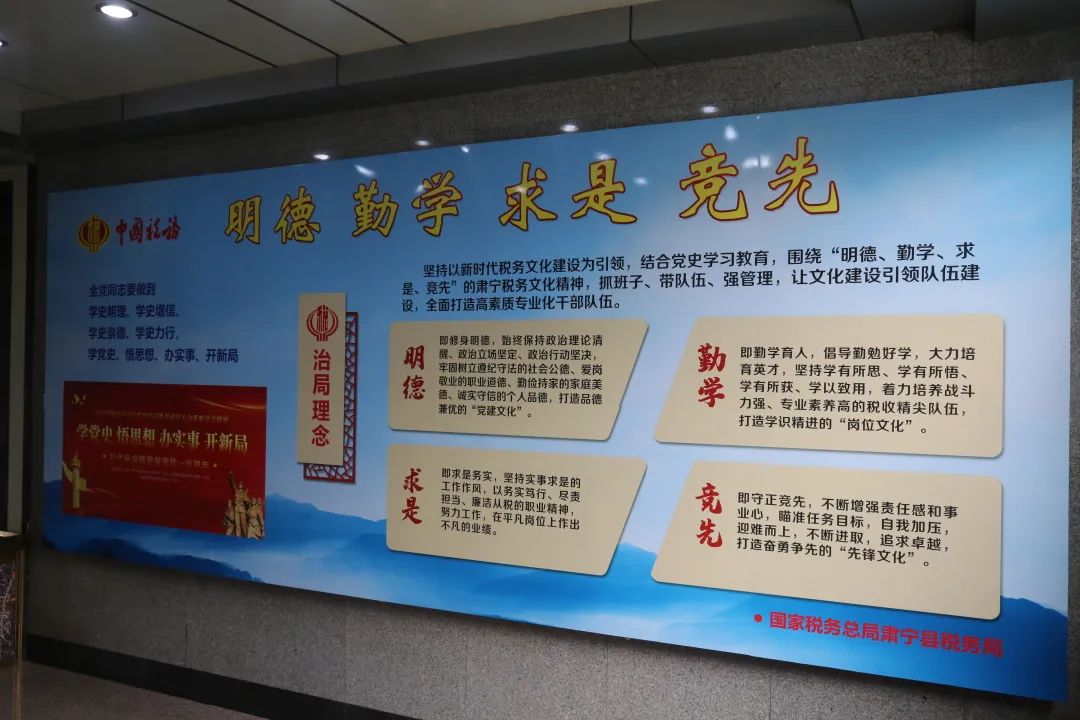 明德 勤学 求是 竞先
中国税务
全党同志要做到
学史明理、学史增信、
学史崇德、学史力行，
学党史、悟思想、办实事、开新局
学党史 悟思想 办实事 开新局
税
治局理念
坚持以新时代税务文化建设为引领，结合党史学习教育，围绕“明德、勤学、求
是、竞先”的肃宁税务文化精神，抓班子、带队伍、强管理，让文化建设引领队伍建
设，全面打造高素质专业化干部队伍。
明德
即修身明德，始终保持政治理论清
醒、政治立场坚定、政治行动坚决，
牢固树立遵纪守法的社会公德、爱岗
敬业的职业道德、勤俭持家的家庭美
德、诚实守信的个人品德，打造品德
兼优的“党建文化”。
勤学
即勤学育人，倡导勤勉好学，大力培
育英才，坚持学有所思、学有所悟、
学有所获、学以致用，着力培养战斗
力强、专业素养高的税收精尖队伍，
打造学识精进的“岗位文化”。
求是
即求是务实，坚持实事求是的
工作作风，以务实笃行、尽责
担当、廉洁从税的职业精神，
努力工作，在平凡岗位上作出
不凡的业绩。
竞先
即守正竞先，不断增强责任感和事
业心，瞄准任务目标，自我加压，
迎难而上，不断进取，追求卓越，
打造奋勇争先的“先锋文化”。
国家税务总局肃宁县税务局